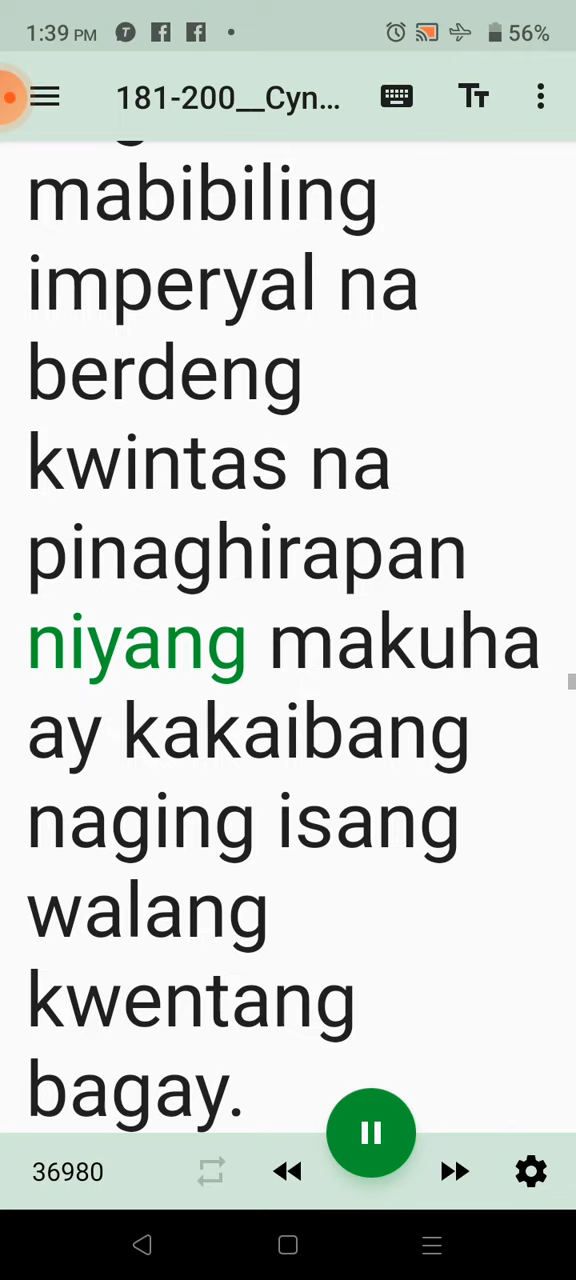 1:39 PM
56%
181-200__Cyn...
mabibiling
imperyal na
berdeng
kwintas na
pinaghirapan
niyang makuha
ay kakaibang
naging isang
walang
kwentang
bagay.
36980